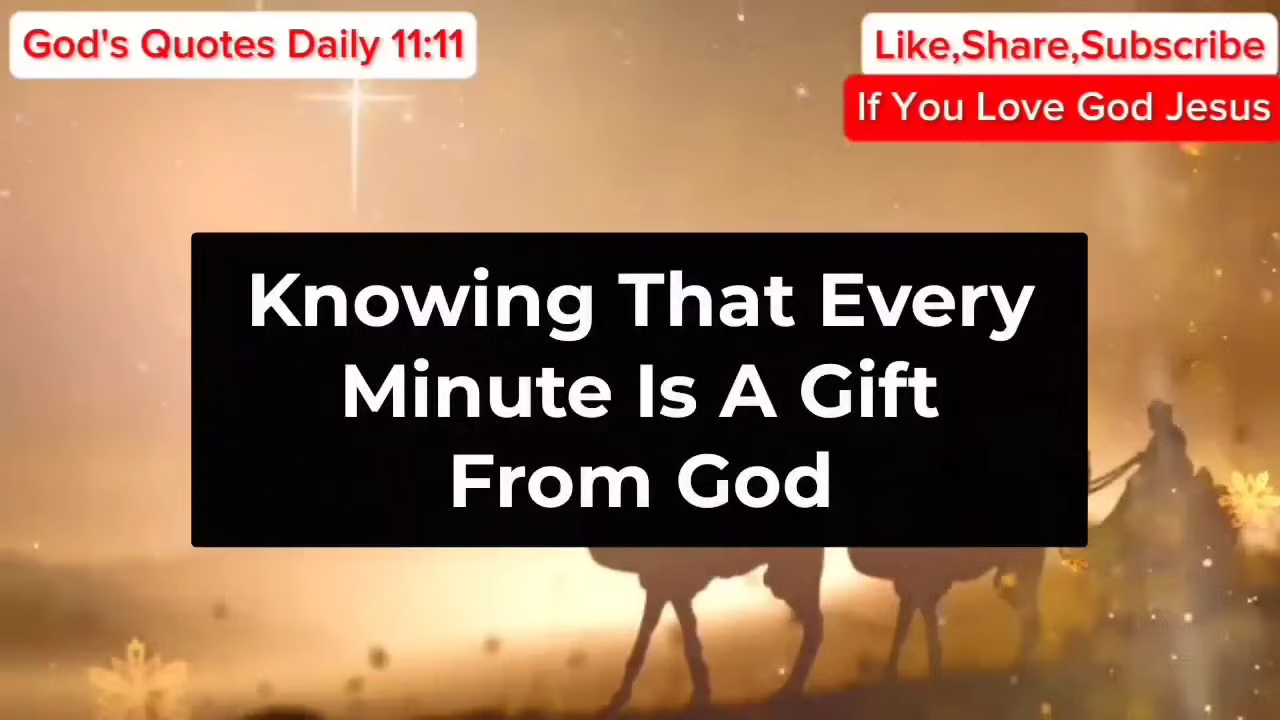 God's Quotes Daily 11:11
Like,Share,Subscribe
If You Love God Jesus
Knowing That Every
Minute Is A Gift
From God